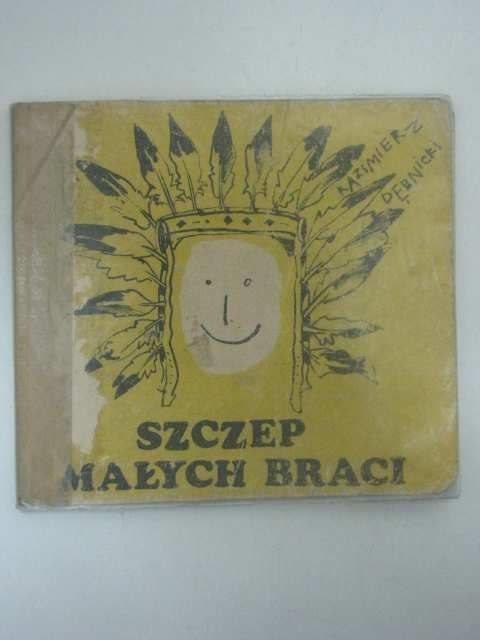 KAZIMIERZ
DĘBNICKI
SZCZEP
MAŁYCH BRACI